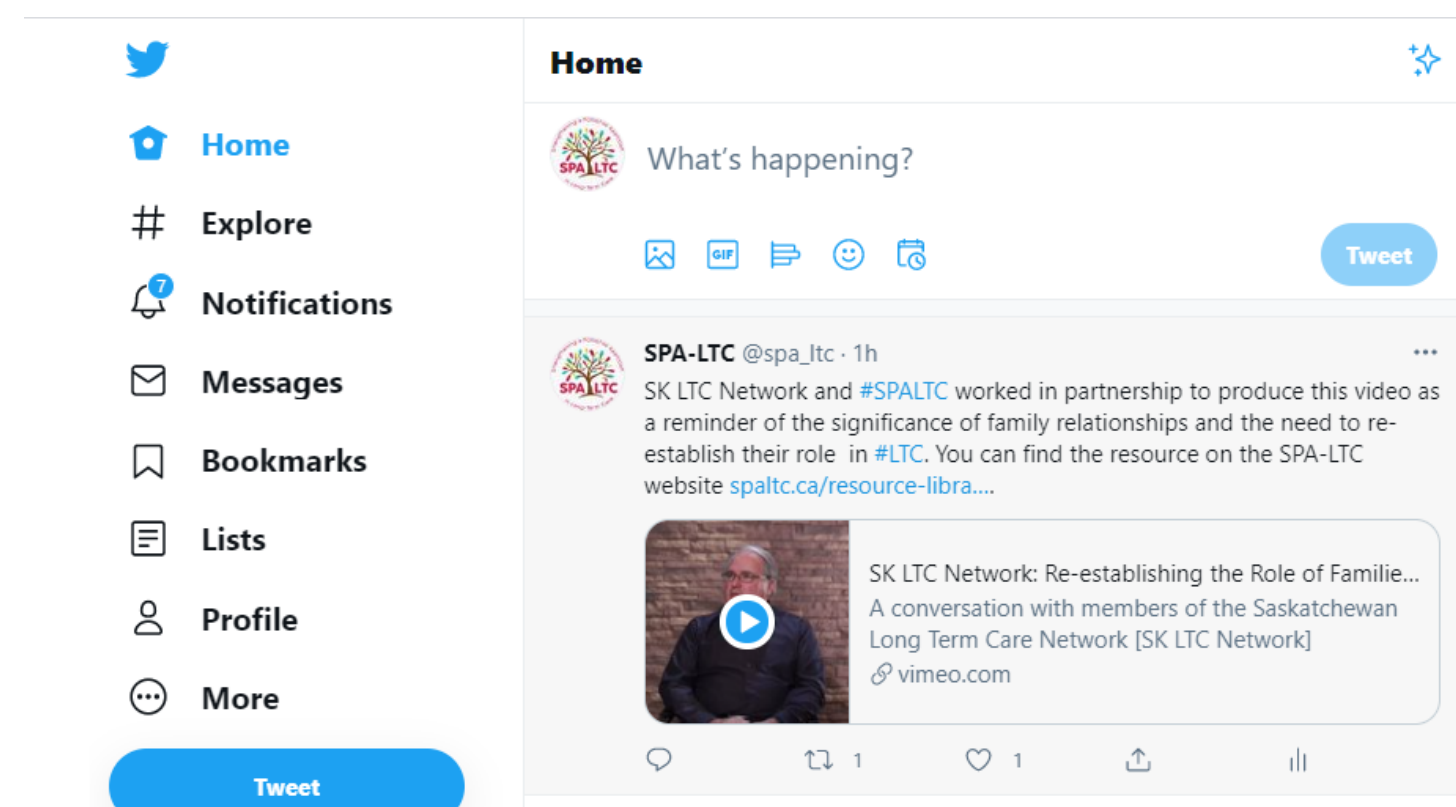 Home
Explore
7
Notifications
Messages
Bookmarks
Lists
Profile
More
Tweet
Home
SPA LTC
What's happening?
GIF
Tweet
SPA LTC
SPA-LTC @spa_ltc · 1h
SK LTC Network and #SPALTC worked in partnership to produce this video as
a reminder of the significance of family relationships and the need to re-
establish their role in #LTC. You can find the resource on the SPA-LTC
website spaltc.ca/resource-libra....
SK LTC Network: Re-establishing the Role of Familie...
A conversation with members of the Saskatchewan
Long Term Care Network [SK LTC Network]
vimeo.com
1
1